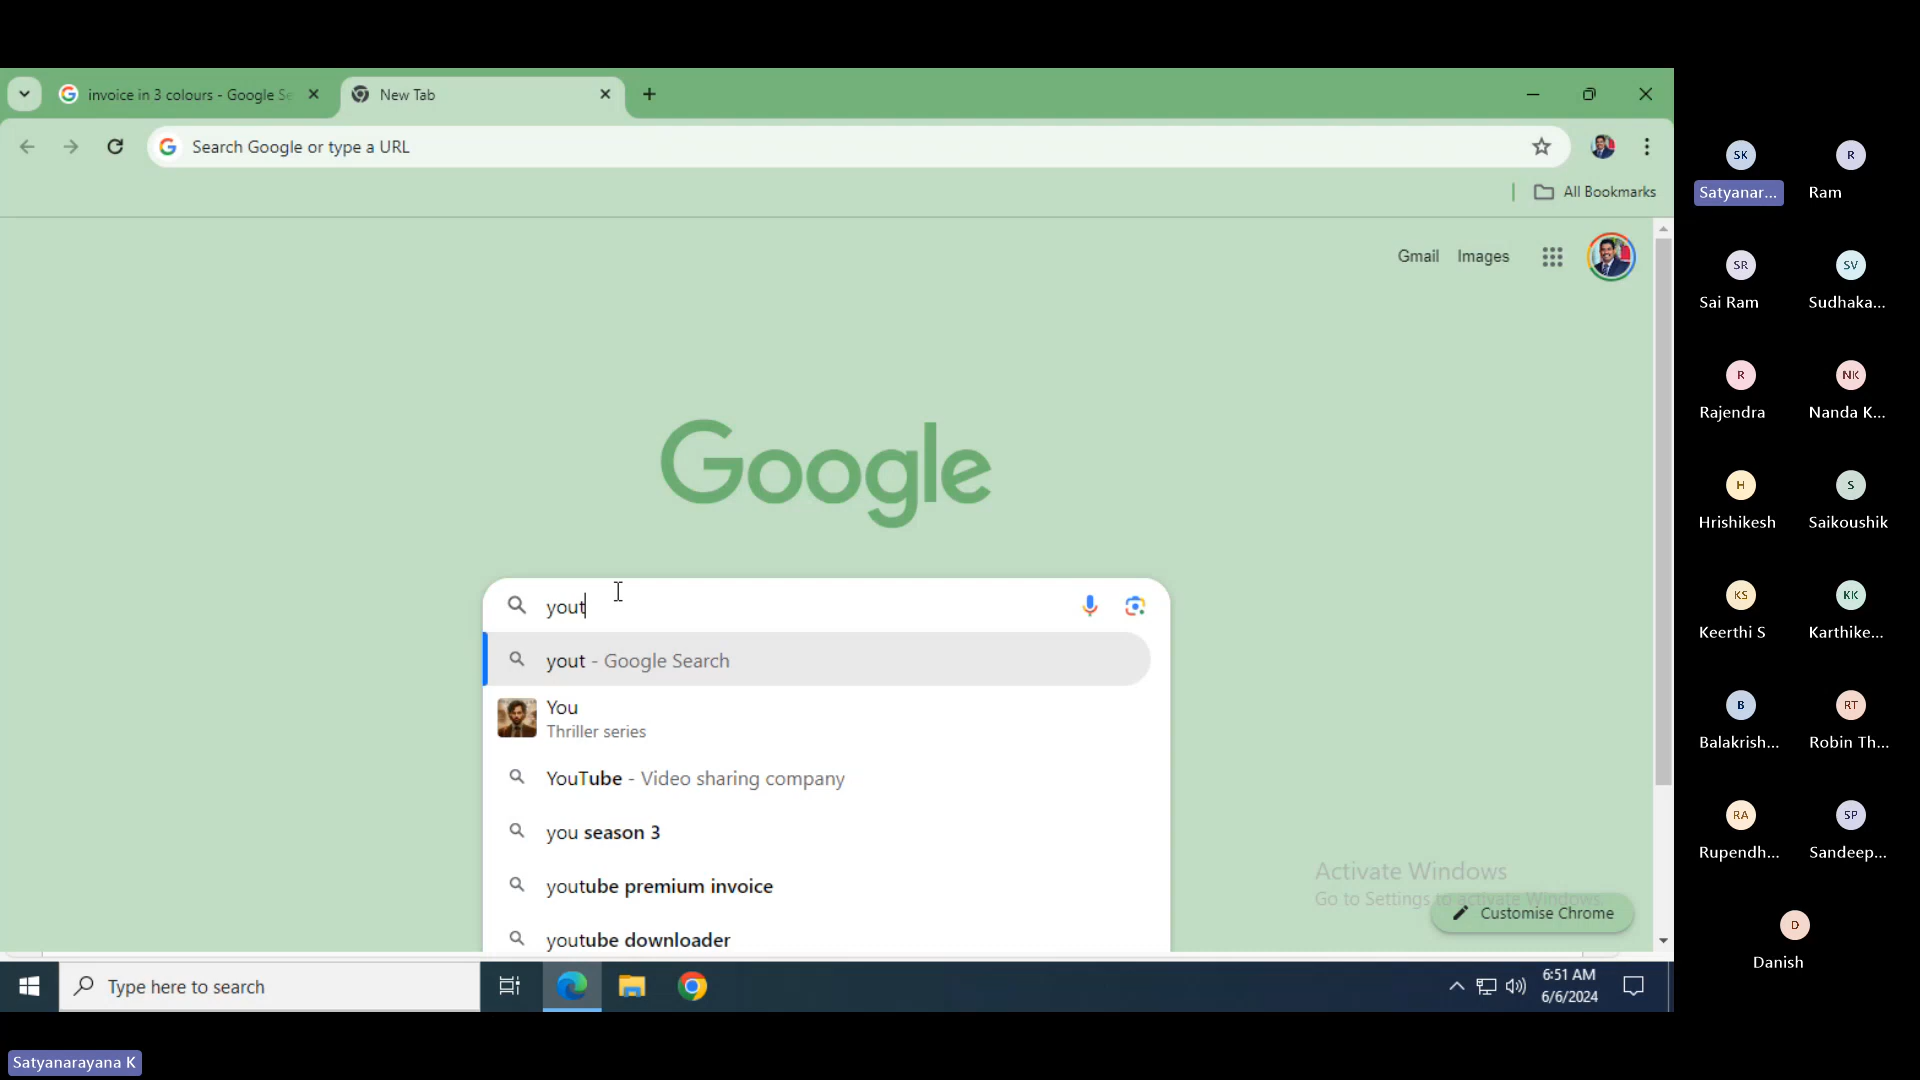 invoice in 3 colours - Google Se
New Tab
Search Google or type a URL
All Bookmarks
Gmail Images
Google
yout
yout - Google Search
You
Thriller series
YouTube - Video sharing company
you season 3
youtube premium invoice
youtube downloader
Activate Windows
Go to Settings to activate Windows.
Customise Chrome
Type here to search
6:51 AM
6/6/2024
SK R
Satyanar... Ram
SR SV
Sai Ram Sudhaka...
R NK
Rajendra Nanda K...
H S
Hrishikesh Saikoushik
KS KK
Keerthi S Karthike...
B RT
Balakrish... Robin Th...
RA SP
Rupendh... Sandeep...
D
Danish
Satyanarayana K